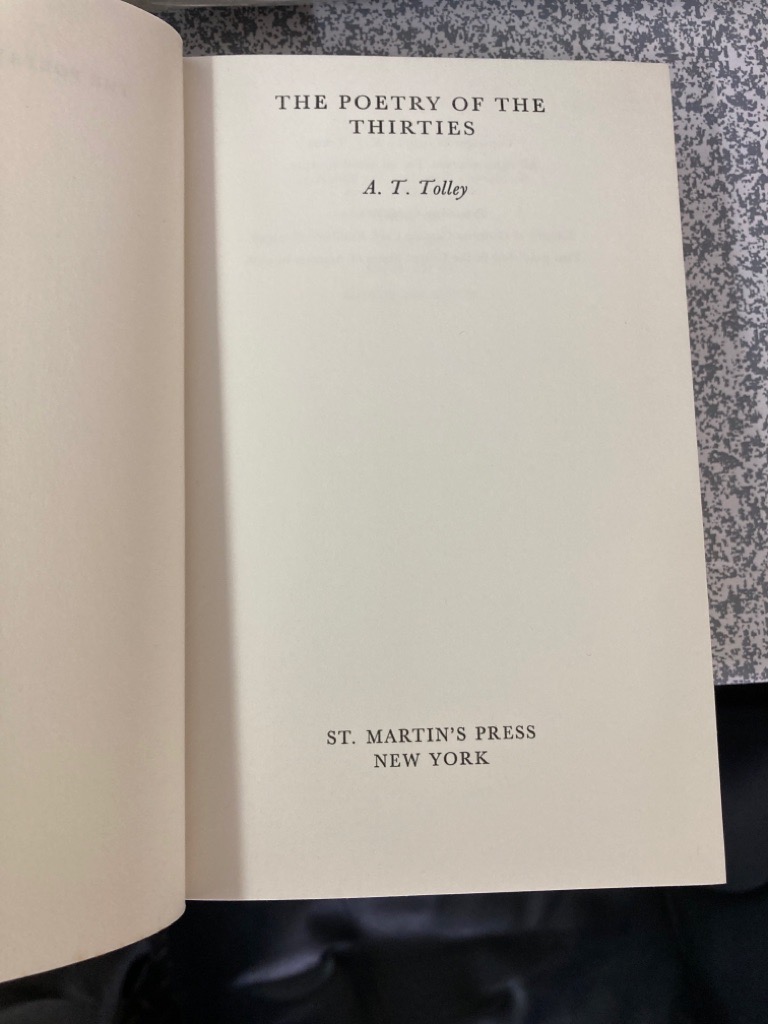 THE POETRY OF THE
THIRTIES
A. T. Tolley
ST. MARTIN'S PRESS
NEW YORK